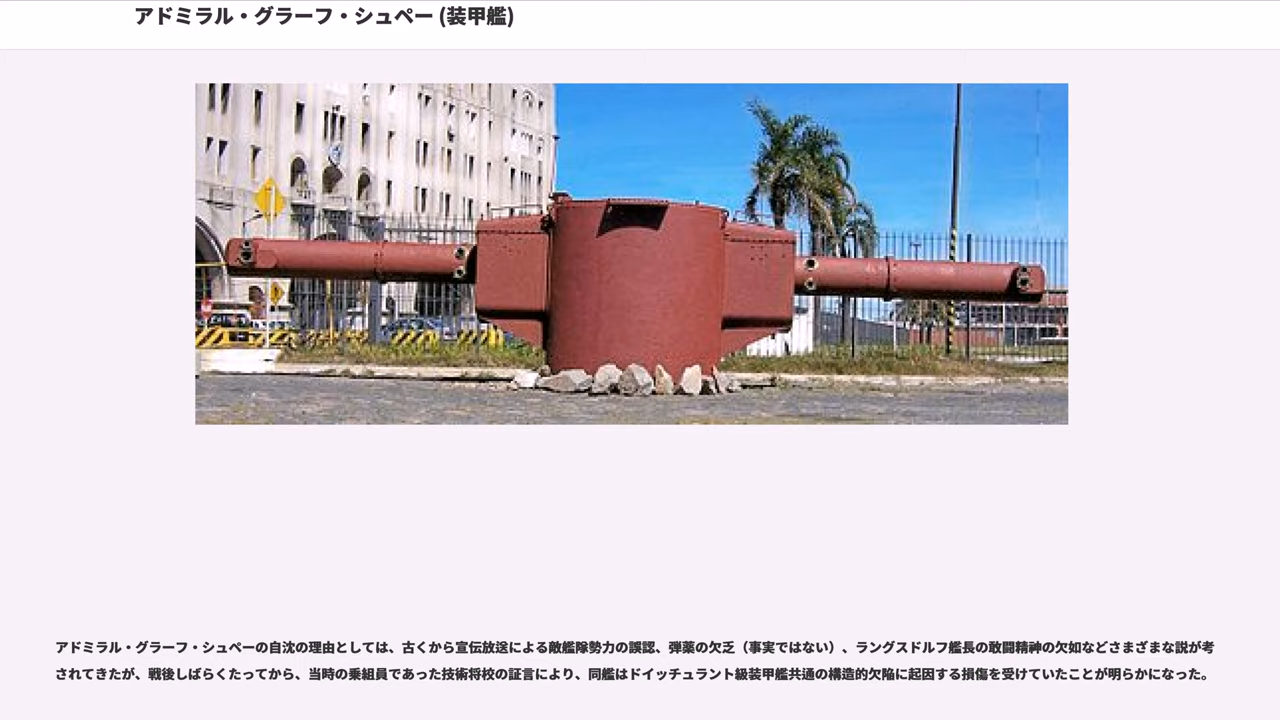 アドミラル・グラーフ・シュペー (装甲艦)
アドミラル・グラーフ・シュペーの自沈の理由としては、古くから宣伝放送による敵艦隊勢力の誤認、弾薬の欠乏（事実ではない）、ラングスドルフ艦長の敢闘精神の欠如などさまざまな説が考
されてきたが、戦後しばらくたってから、当時の乗組員であった技術将校の証言により、同艦はドイッチュラント級装甲艦共通の構造的欠陥に起因する損傷を受けていたことが明らかになった。